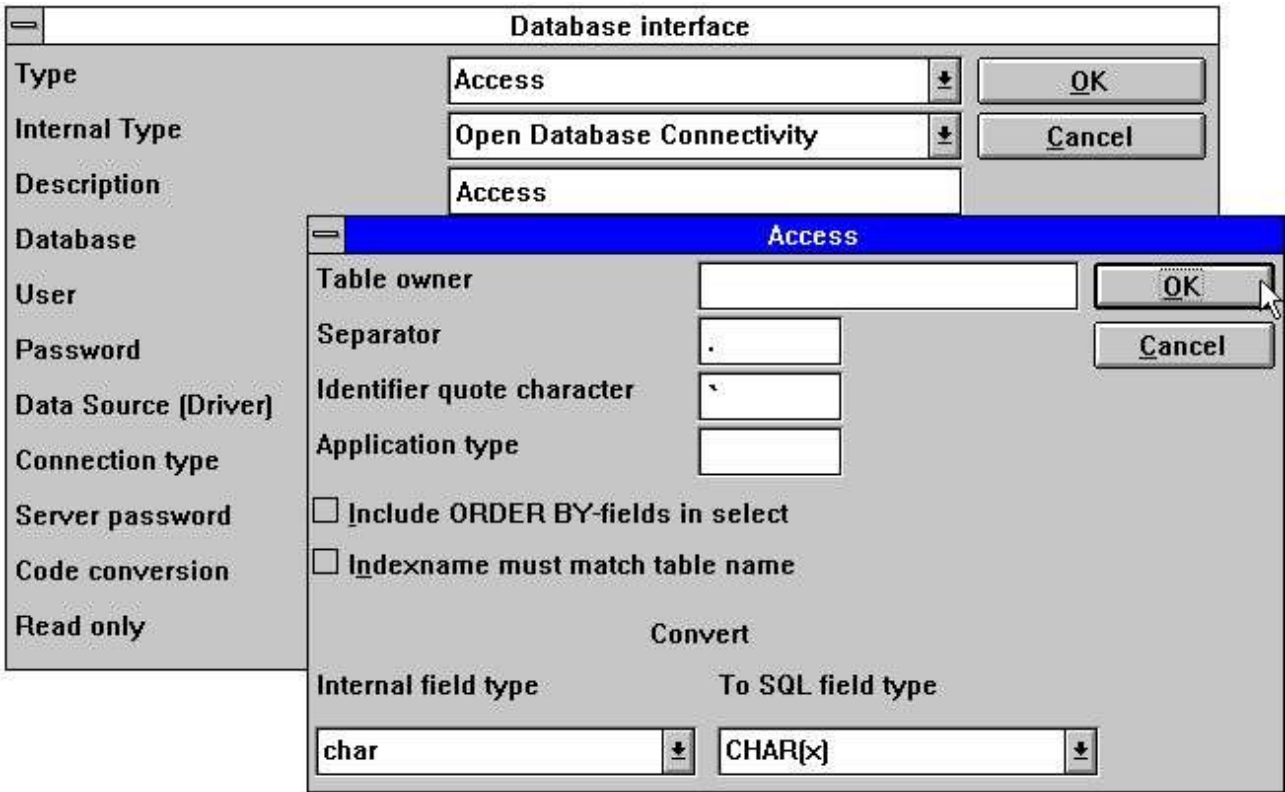 Database interface
Type
Access
OK
Internal Type
Open Database Connectivity
Cancel
Description
Access
Database
User
Password
Data Source (Driver)
Connection type
Server password
Code conversion
Read only
Access
Table owner
OK
Separator
.
Cancel
Identifier quote character
`
Application type
Include ORDER BY-fields in select
Indexname must match table name
Convert
Internal field type
To SQL field type
char
CHAR(x)